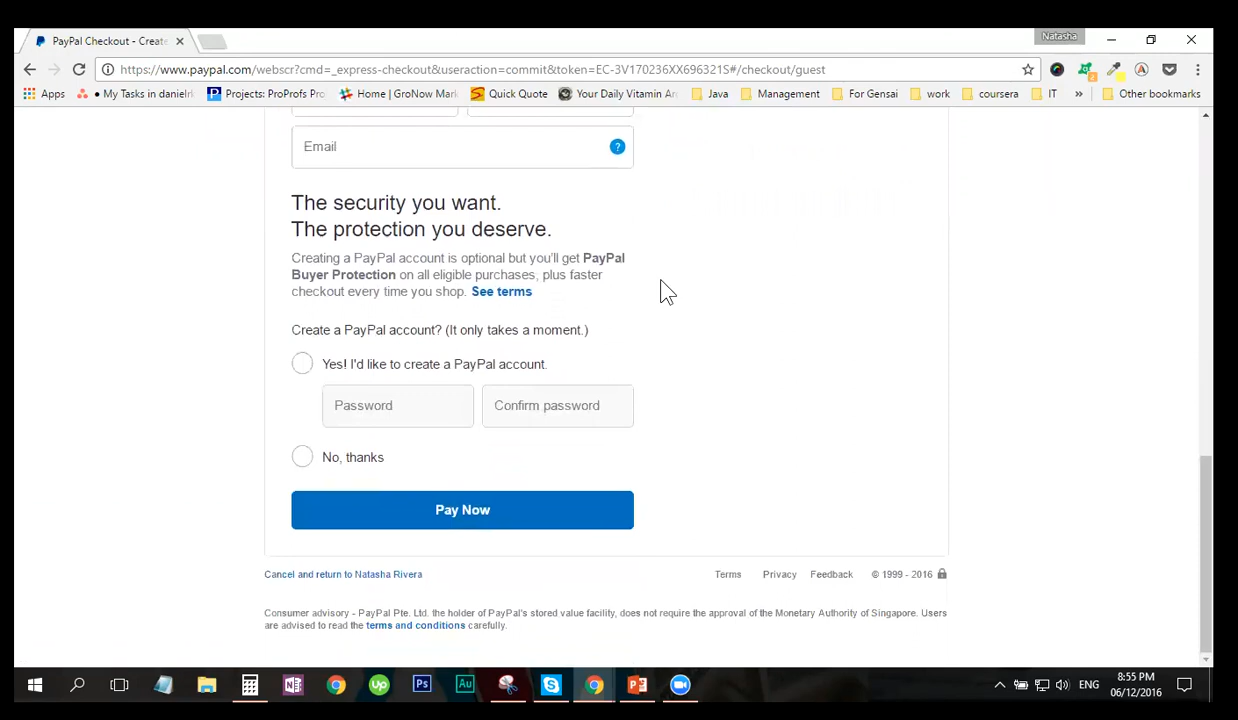 PayPal Checkout - Create
Natasha
https://www.paypal.com/webscr?cmd=_express-checkout&useraction=commit&token=EC-3V170236XX696321S#/checkout/guest
Apps
My Tasks in danielrk
Projects: ProProfs Pro
Home | GroNow Mark
Quick Quote
Your Daily Vitamin An
Java
Management
For Gensai
work
coursera
IT
»
Other bookmarks
Email
?
The security you want.
The protection you deserve.
Creating a PayPal account is optional but you'll get PayPal
Buyer Protection on all eligible purchases, plus faster
checkout every time you shop. See terms
Create a PayPal account? (It only takes a moment.)
Yes! I'd like to create a PayPal account.
Password
Confirm password
No, thanks
Pay Now
Cancel and return to Natasha Rivera
Terms
Privacy
Feedback
© 1999 - 2016
Consumer advisory - PayPal Pte. Ltd. the holder of PayPal's stored value facility, does not require the approval of the Monetary Authority of Singapore. Users
are advised to read the terms and conditions carefully.
Up
Ps
Au
ENG
8:55 PM
06/12/2016